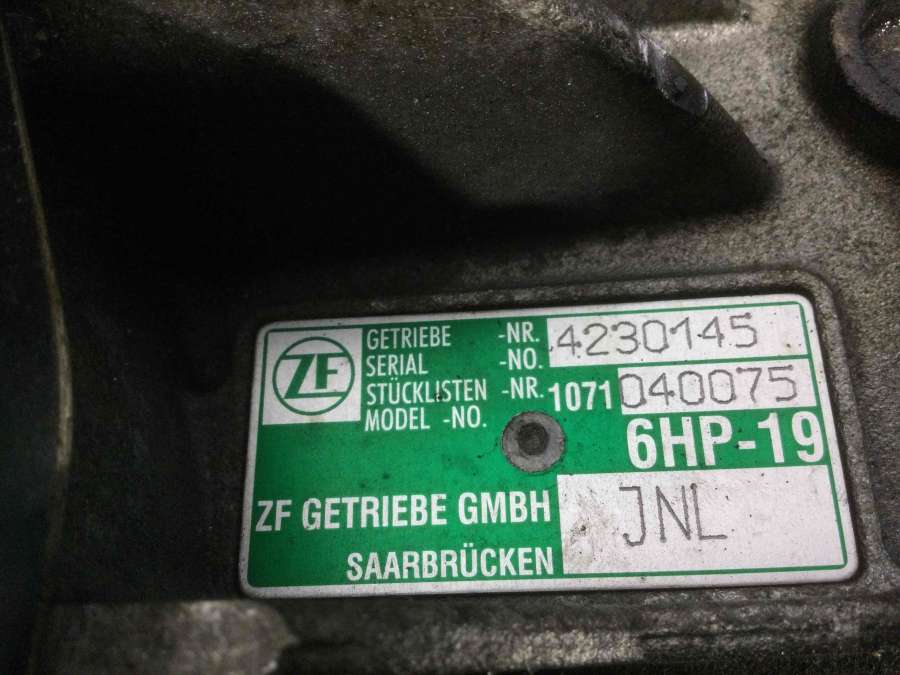 ZF
GETRIEBE -NR. 4230145
SERIAL -NO.
STÜCKLISTEN -NR. 1071 040075
MODEL -NO.
6HP-19
ZF GETRIEBE GMBH JNL
SAARBRÜCKEN